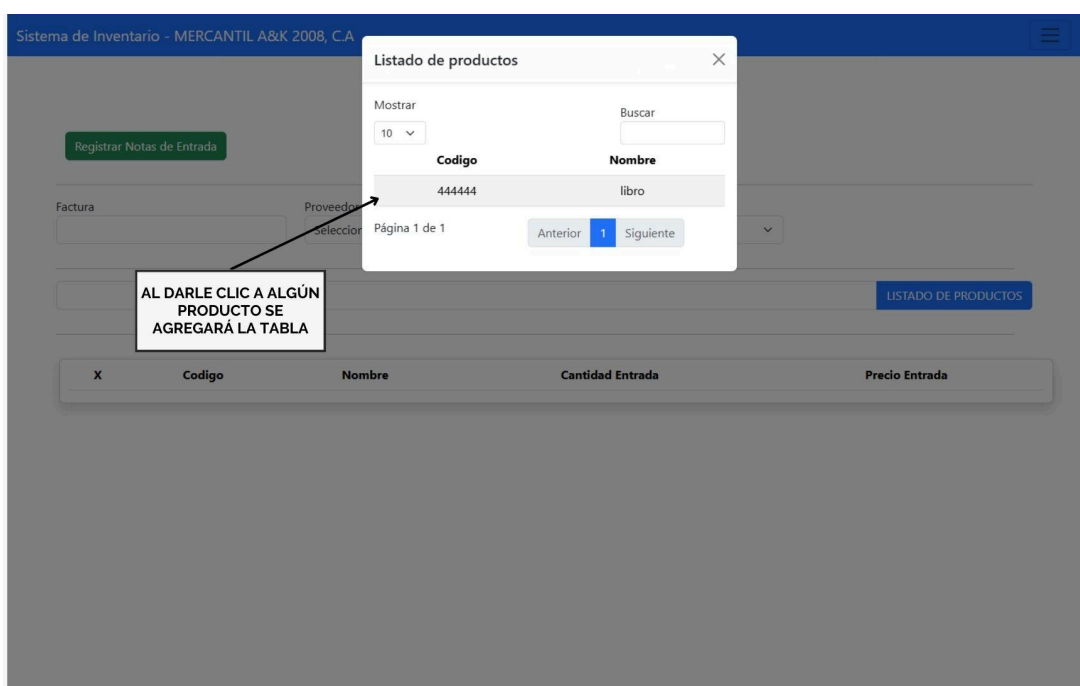 Sistema de Inventario - MERCANTIL A&K 2008, C.A
Listado de productos
Mostrar
Buscar
10
Codigo Nombre
444444 libro
Página 1 de 1
Anterior 1 Siguiente
Registrar Notas de Entrada
Factura
Proveedor
Seleccion
AL DARLE CLIC A ALGÚN
PRODUCTO SE
AGREGARÁ LA TABLA
LISTADO DE PRODUCTOS
X Codigo Nombre Cantidad Entrada Precio Entrada